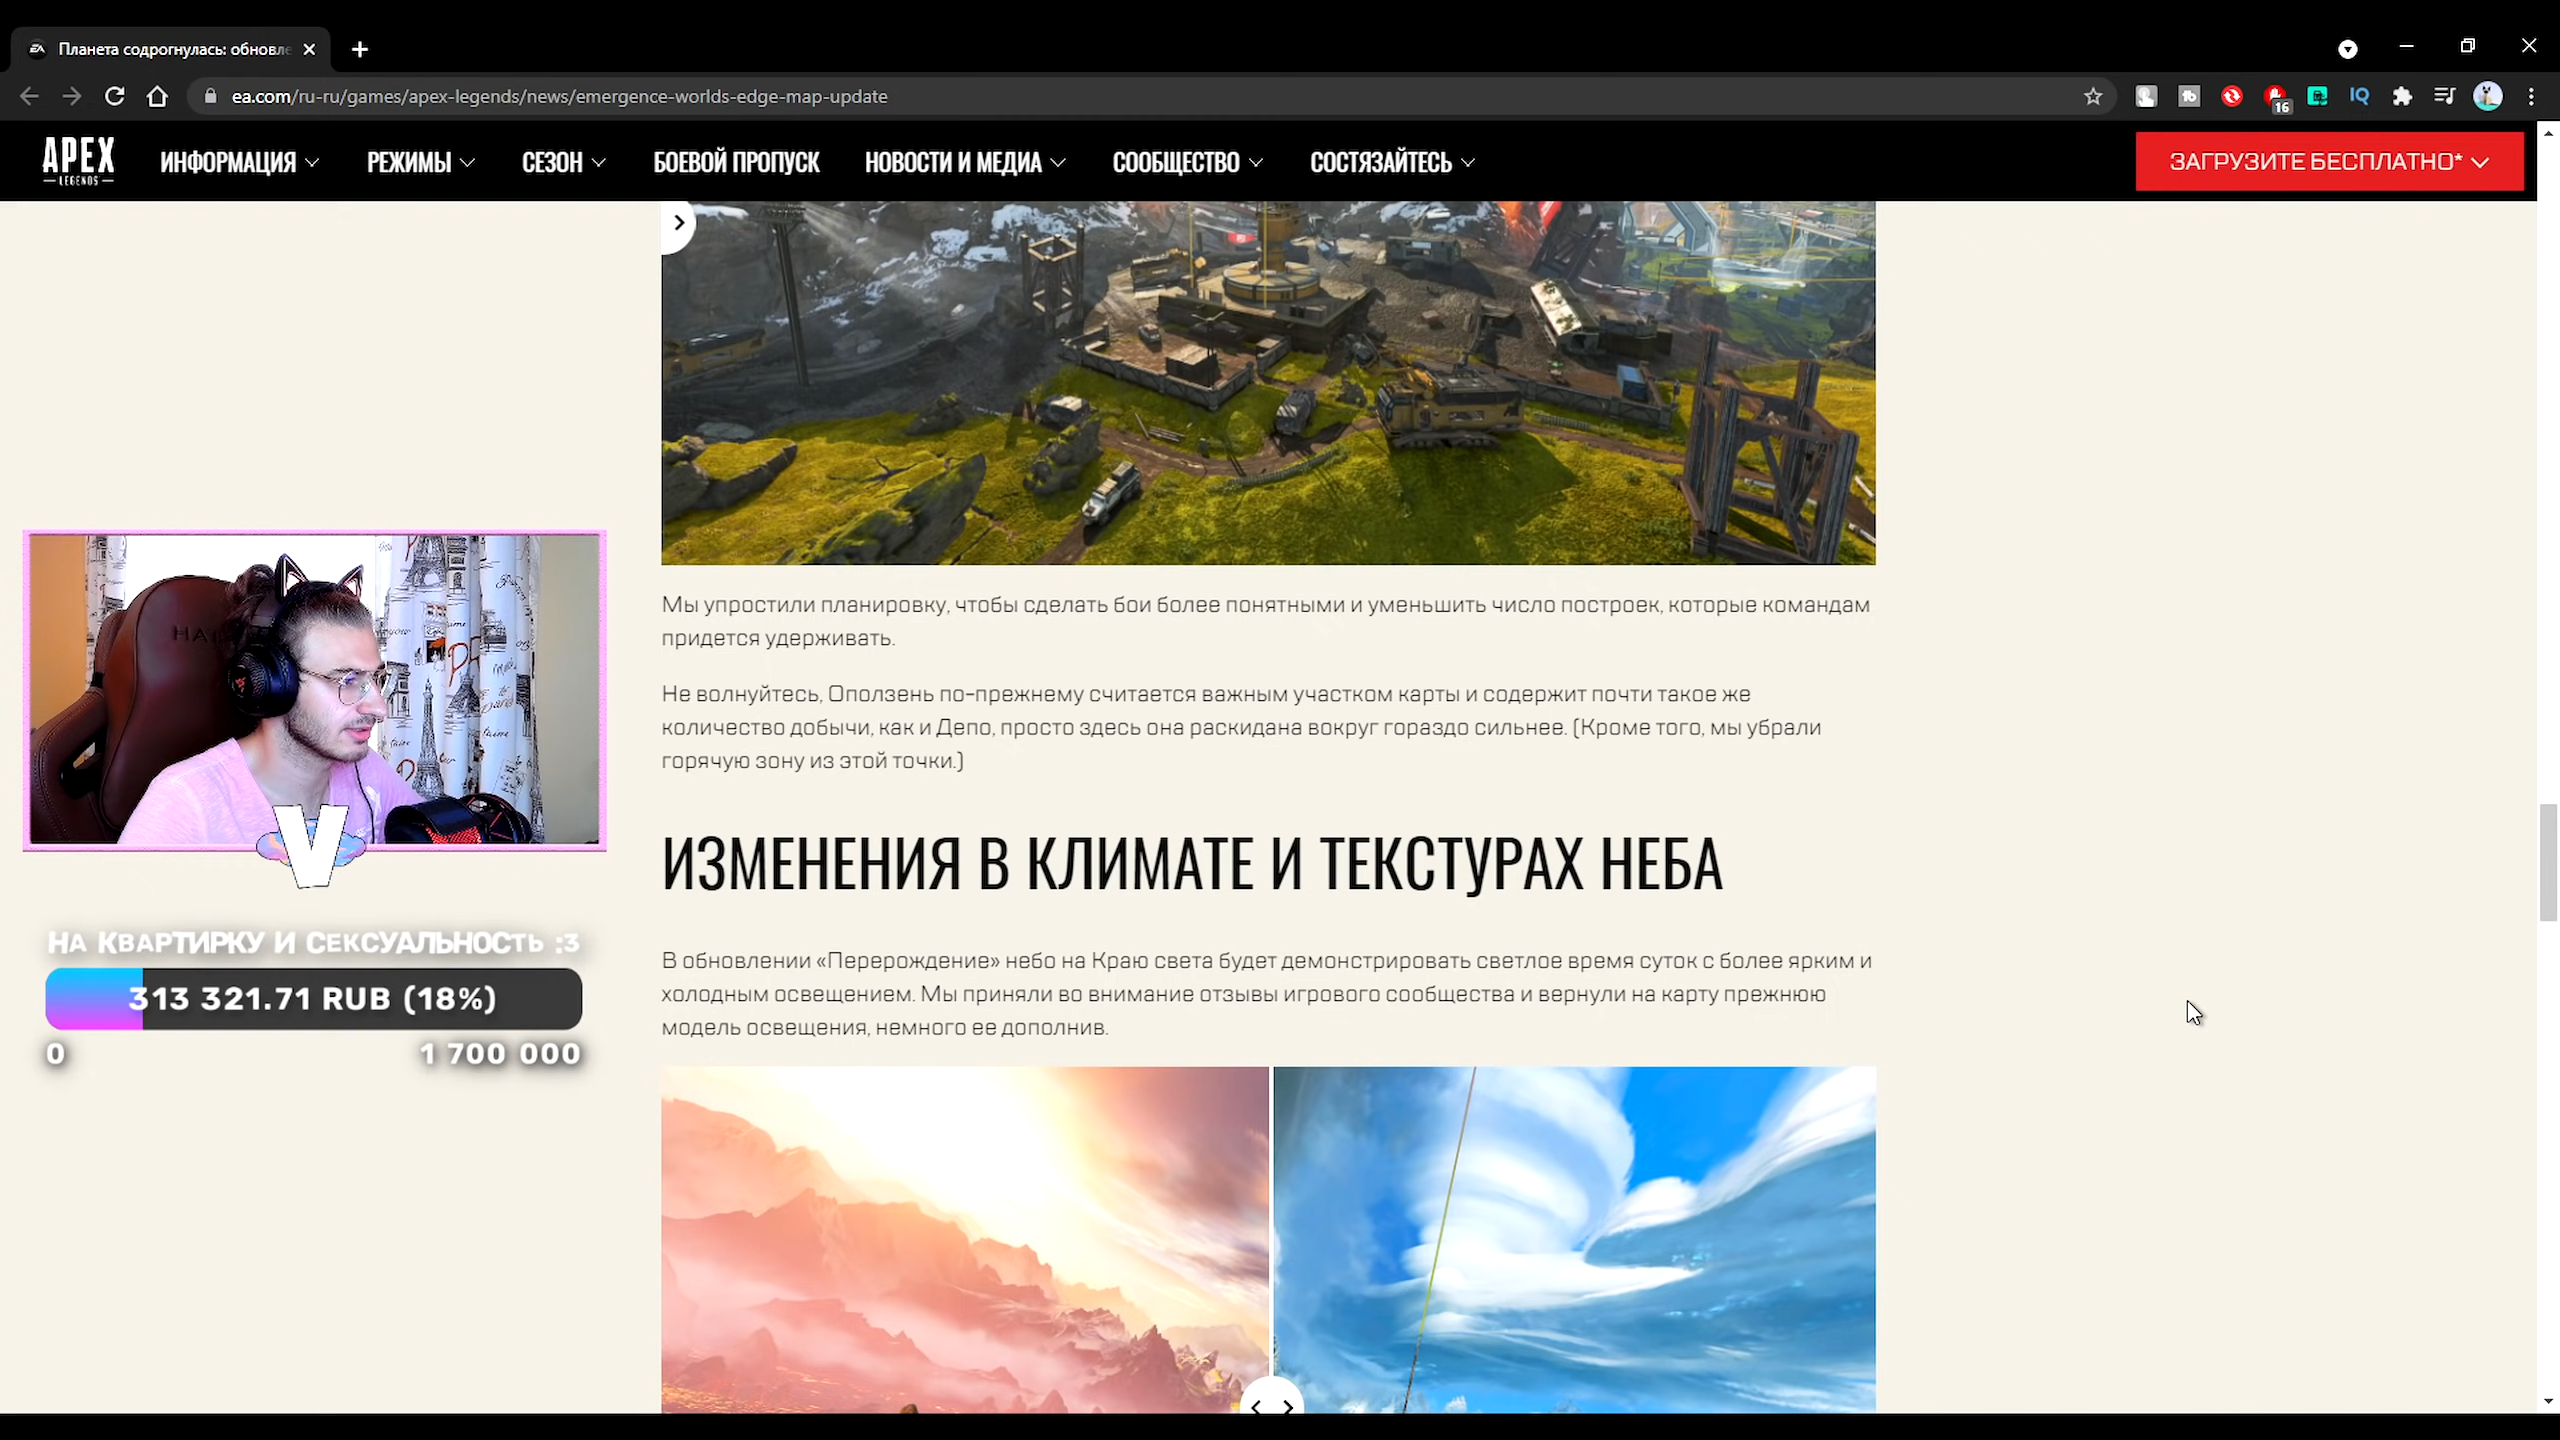 Планета содрогнулась: обновле
ea.com/ru-ru/games/apex-legends/news/emergence-worlds-edge-map-update
16
IQ
APEX
LEGENDS
ИНФОРМАЦИЯ
РЕЖИМЫ
СЕЗОН
БОЕВОЙ ПРОПУСК
НОВОСТИ И МЕДИА
СООБЩЕСТВО
СОСТЯЗАЙТЕСЬ
ЗАГРУЗИТЕ БЕСПЛАТНО*
Мы упростили планировку, чтобы сделать бои более понятными и уменьшить число построек, которые командам
придется удерживать.
Не волнуйтесь, Оползень по-прежнему считается важным участком карты и содержит почти такое же
количество добычи, как и Депо, просто здесь она раскидана вокруг гораздо сильнее. (Кроме того, мы убрали
горячую зону из этой точки.)
ИЗМЕНЕНИЯ В КЛИМАТЕ И ТЕКСТУРАХ НЕБА
В обновлении «Перерождение» небо на Краю света будет демонстрировать светлое время суток с более ярким и
холодным освещением. Мы приняли во внимание отзывы игрового сообщества и вернули на карту прежнюю
модель освещения, немного ее дополнив.
V
На Квартирку и Сексуальность :3
313 321.71 RUB (18%)
0
1 700 000